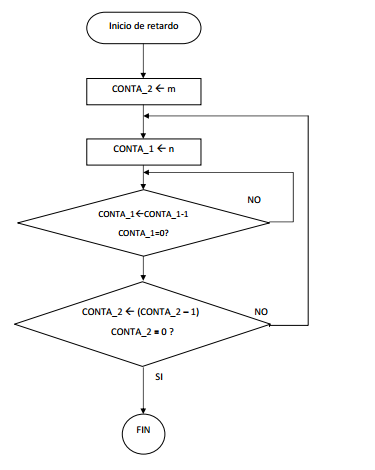 Inicio de retardo
CONTA_2 ← m
CONTA_1 ← n
NO
CONTA_1←CONTA_1-1
CONTA_1=0?
CONTA_2 ← (CONTA_2 – 1)
NO
CONTA_2 = 0 ?
SI
FIN